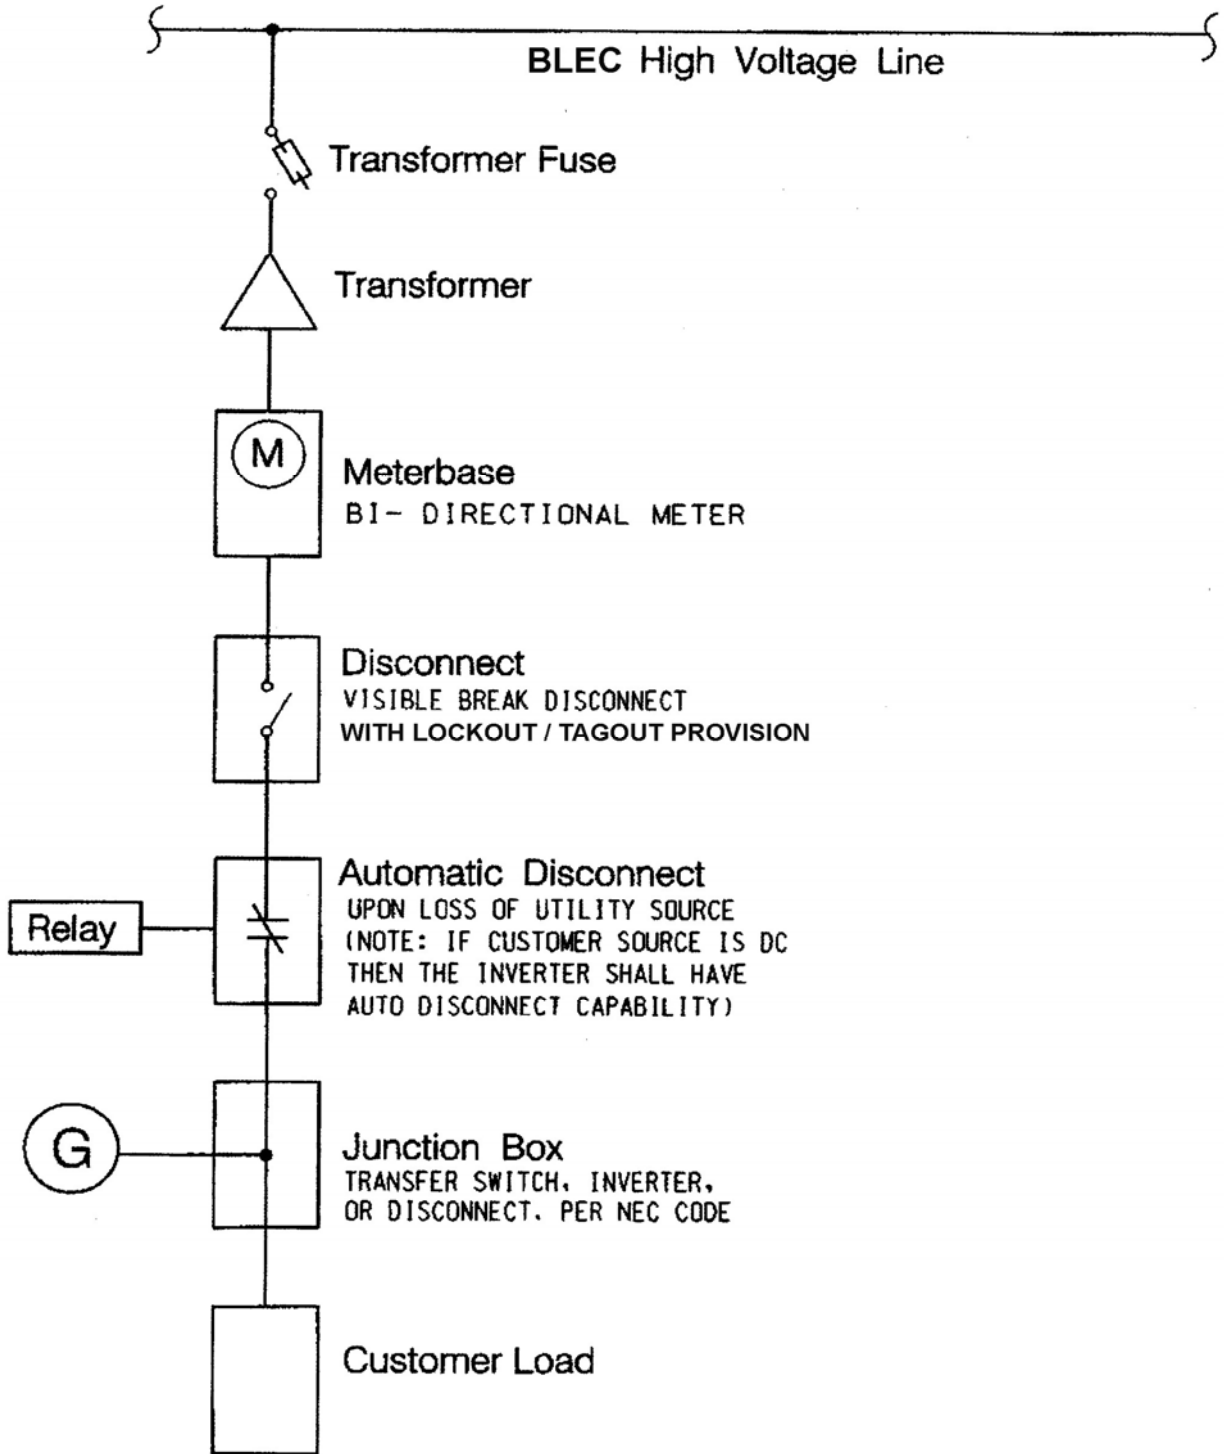 BLEC High Voltage Line
Transformer Fuse
Transformer
M
Meterbase
BI- DIRECTIONAL METER
Disconnect
VISIBLE BREAK DISCONNECT
WITH LOCKOUT / TAGOUT PROVISION
Automatic Disconnect
UPON LOSS OF UTILITY SOURCE
Relay
(NOTE: IF CUSTOMER SOURCE IS DC
THEN THE INVERTER SHALL HAVE
AUTO DISCONNECT CAPABILITY)
G
Junction Box
TRANSFER SWITCH, INVERTER,
OR DISCONNECT. PER NEC CODE
Customer Load